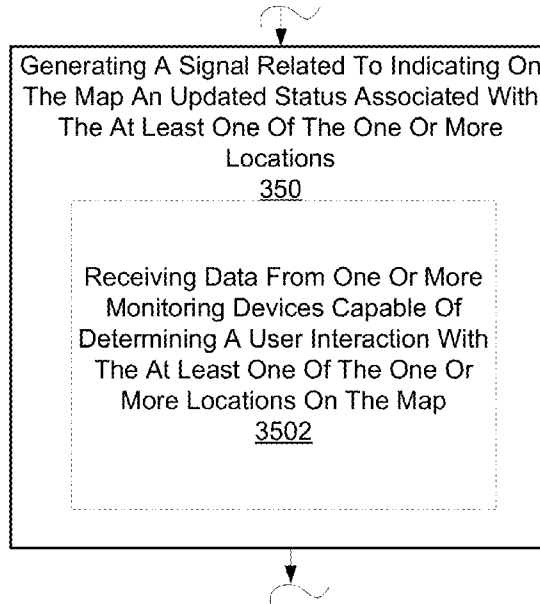 Generating A Signal Related To Indicating On
The Map An Updated Status Associated With
The At Least One Of The One Or More
Locations
350
Receiving Data From One Or More
Monitoring Devices Capable Of
Determining A User Interaction With
The At Least One Of The One Or
More Locations On The Map
3502